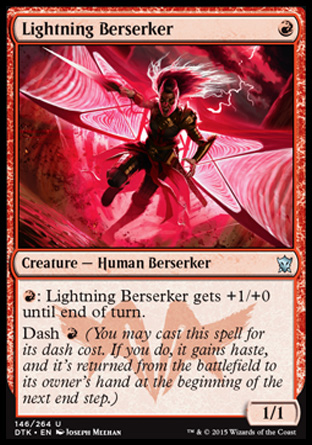 Lightning Berserker
Creature — Human Berserker
: Lightning Berserker gets +1/+0
until end of turn.
Dash (You may cast this spell for
its dash cost. If you do, it gains haste,
and it's returned from the battlefield to
its owner's hand at the beginning of
the next end step.)
1/1
146/264 U
DTK • EN Joseph Meehan
™ & © 2015 Wizards of the Coast